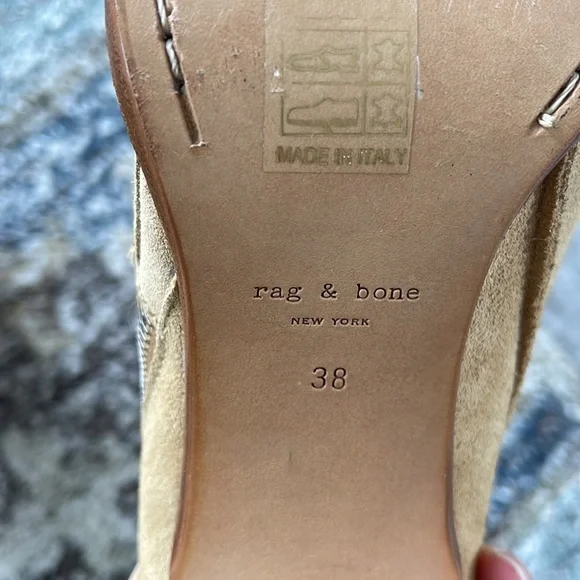 MADE IN ITALY
rag & bone
NEW YORK
38